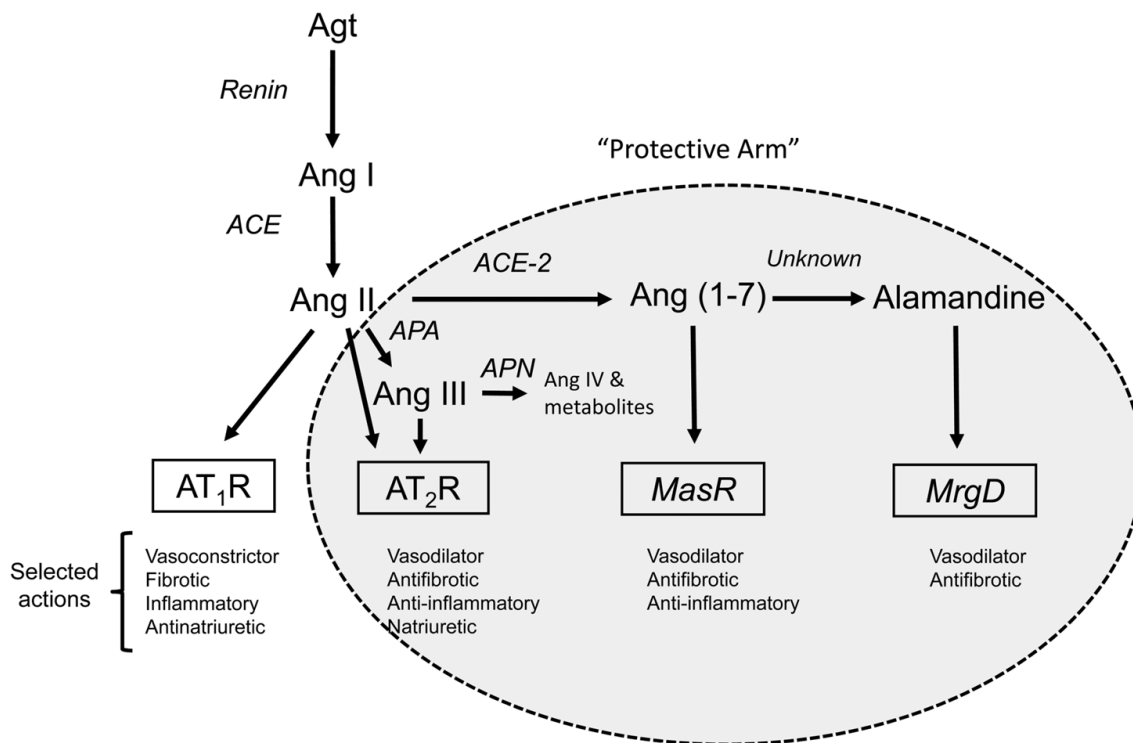 Agt
Renin
“Protective Arm”
Ang I
ACE
ACE-2
Unknown
Ang II
Ang (1-7)
Alamandine
APA
APN
Ang III
Ang IV &
metabolites
AT₁R
AT₂R
MasR
MrgD
Selected
actions
Vasoconstrictor
Fibrotic
Inflammatory
Antinatriuretic
Vasodilator
Antifibrotic
Anti-inflammatory
Natriuretic
Vasodilator
Antifibrotic
Anti-inflammatory
Vasodilator
Antifibrotic